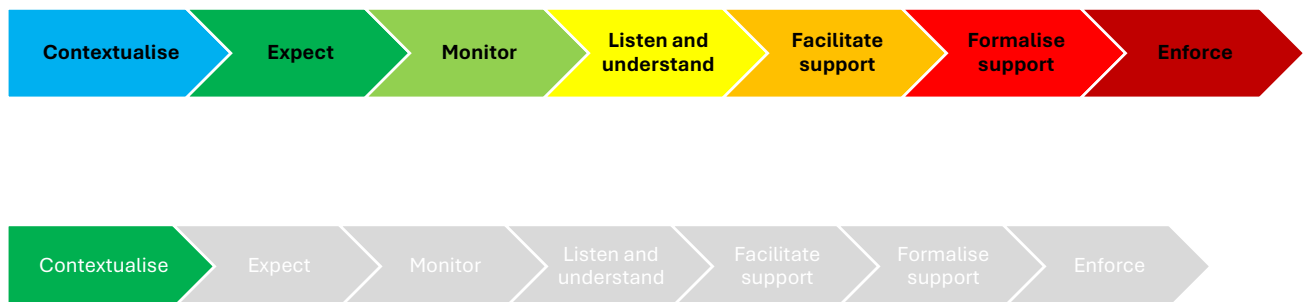 Contextualise
Expect
Monitor
Listen and
understand
Facilitate
support
Formalise
support
Enforce
Contextualise
Expect
Monitor
Listen and
understand
Facilitate
support
Formalise
support
Enforce